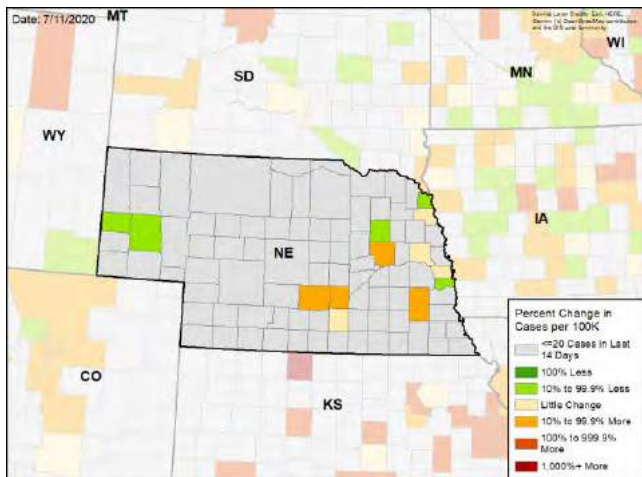 Date: 7/11/2020
MT
SD
MN
WI
WY
IA
NE
CO
KS
Percent Change in
Cases per 100K
<=20 Cases in Last
14 Days
100% Less
10% to 99.9% Less
Little Change
10% to 99.9% More
100% to 999.9%
More
1,000%+ More